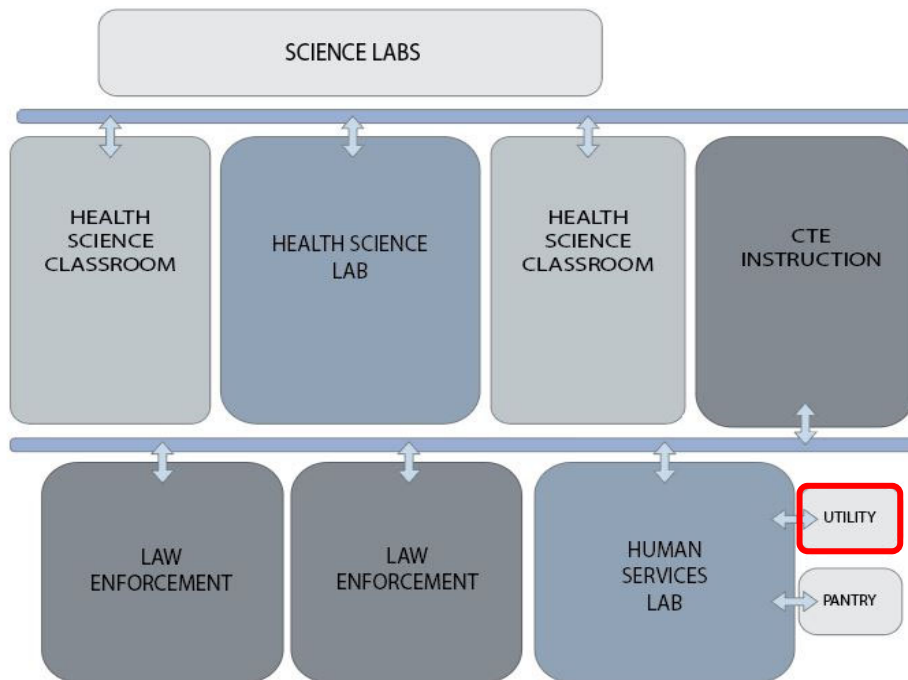 SCIENCE LABS
HEALTH
SCIENCE
CLASSROOM
HEALTH SCIENCE
LAB
HEALTH
SCIENCE
CLASSROOM
CTE
INSTRUCTION
LAW
ENFORCEMENT
LAW
ENFORCEMENT
HUMAN
SERVICES
LAB
UTILITY
PANTRY